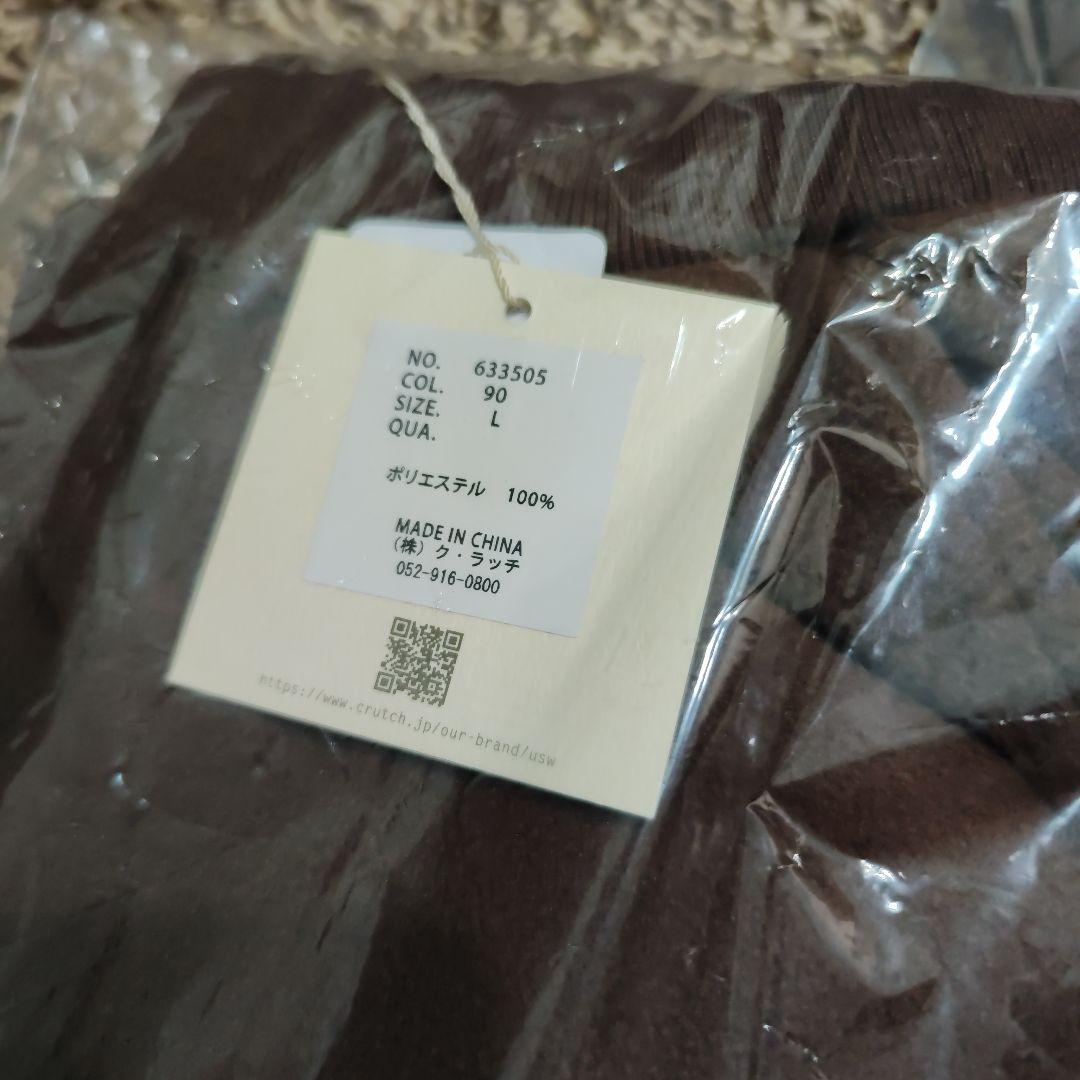 NO. 633505
COL. 90
SIZE. L
QUA.
ポリエステル 100%
MADE IN CHINA
(株) ク・ラッチ
052-916-0800
https://www.crutch.jp/our-brand/usw